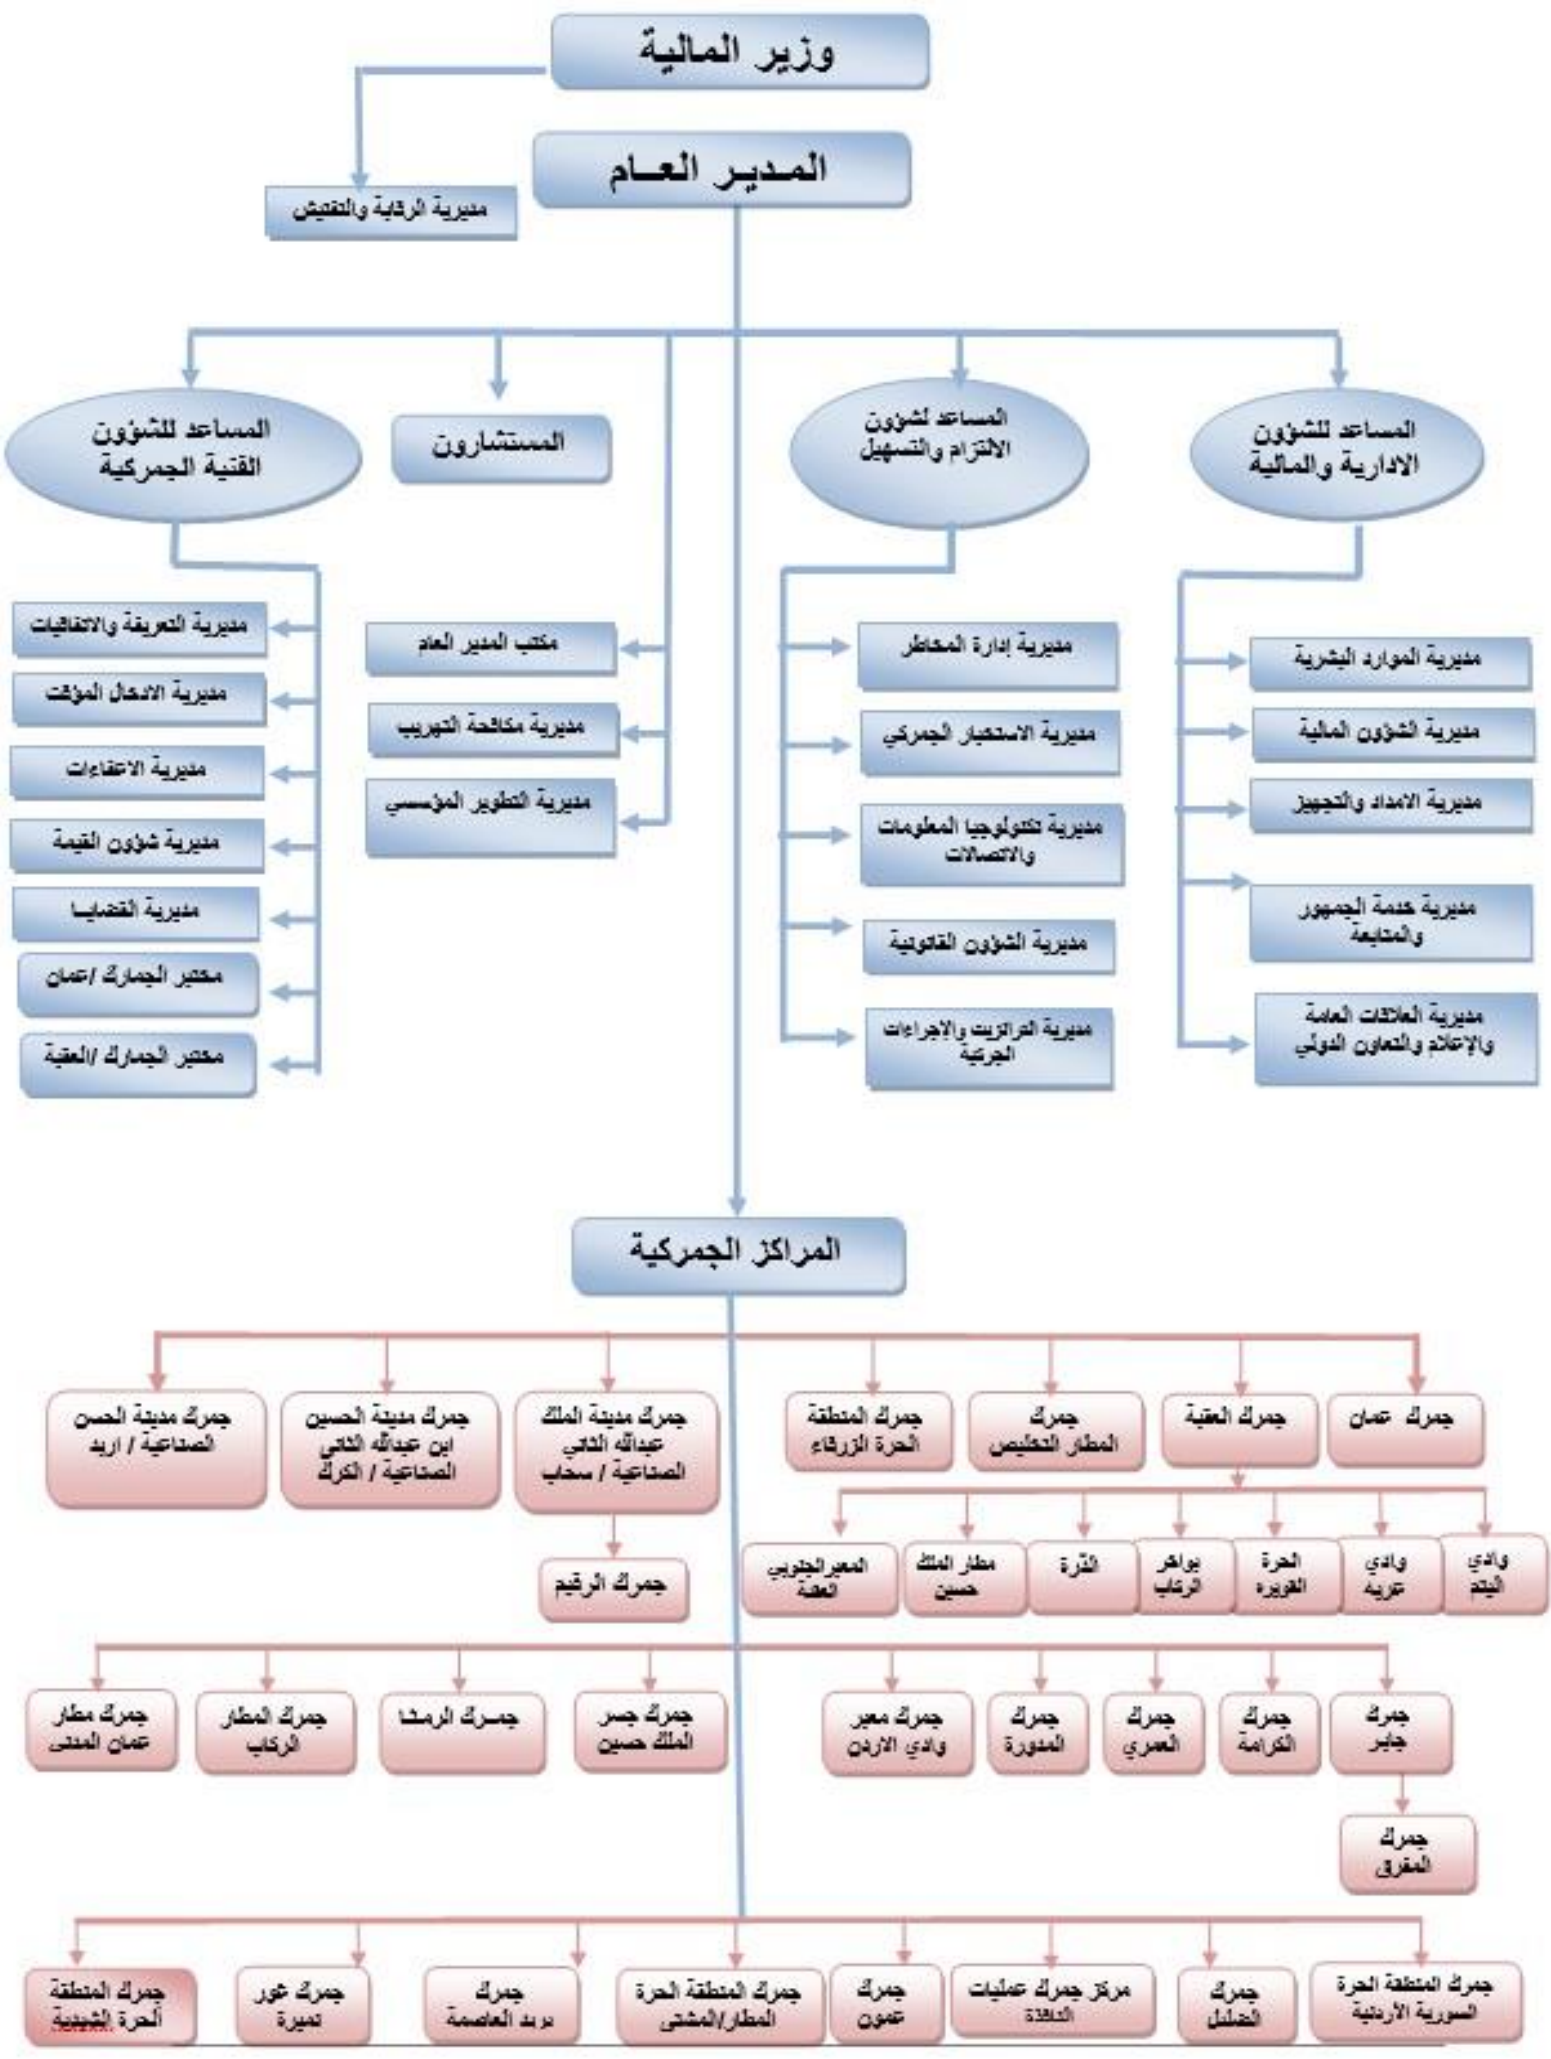 وزير المالية
المـديـر العــام
مديرية الرقابة والتفتيش
المساعد للشؤون
الادارية والمالية
المساعد لشؤون
الالتزام والتسهيل
المستشارون
المساعد للشؤون
الفنية الجمركية
مديرية الموارد البشرية
مديرية الشؤون المالية
مديرية الامداد والتجهيز
مديرية خدمة الجمهور
والمتابعة
مديرية العلاقات العامة
والإعلام والتعاون الدولي
مديرية إدارة المخاطر
مديرية الاستخبار الجمركي
مديرية تكنولوجيا المعلومات
والاتصالات
مديرية الشؤون القانونية
مديرية الترانزيت والإجراءات
الجركية
مكتب المدير العام
مديرية مكافحة التهريب
مديرية التطوير المؤسسي
مديرية التعريفة والاتفاقيات
مديرية الادخال المؤقت
مديرية الاعفاءات
مديرية شؤون القيمة
مديرية القضايـا
مختبر الجمارك /عمان
مختبر الجمارك /العقبة
المراكز الجمركية
جمرك عمان
جمرك العقبة
جمرك
المطار التخليص
جمرك المنطقة
الحرة الزرقاء
جمرك مدينة الملك
عبدالله الثاني
الصناعية / سحاب
جمرك مدينة الحسين
ابن عبدالله الثاني
الصناعية / الكرك
جمرك مدينة الحسن
الصناعية / اربد
وادي
اليتم
وادي
عربه
الحرة
القويره
بواخر
الركاب
الدرة
مطار الملك
حسين
المعبر الجنوبي
العقبة
جمرك الرقيم
جمرك
جابر
جمرك
الكرامة
جمرك
العمري
جمرك
المدورة
جمرك معبر
وادي الاردن
جمرك جسر
الملك حسين
جمـرك الرمـثـا
جمرك المطار
الركاب
جمرك مطار
عمان المدني
جمرك
المفرق
جمرك المنطقة الحرة
السورية الأردنية
جمرك
الضليل
مركز جمرك عمليات
النافذة
جمرك
عمون
جمرك المنطقة الحرة
المطار/المشتى
جمرك
بريد العاصمة
جمرك غور
نميرة
جمرك المنطقة
الحرة الشيدية